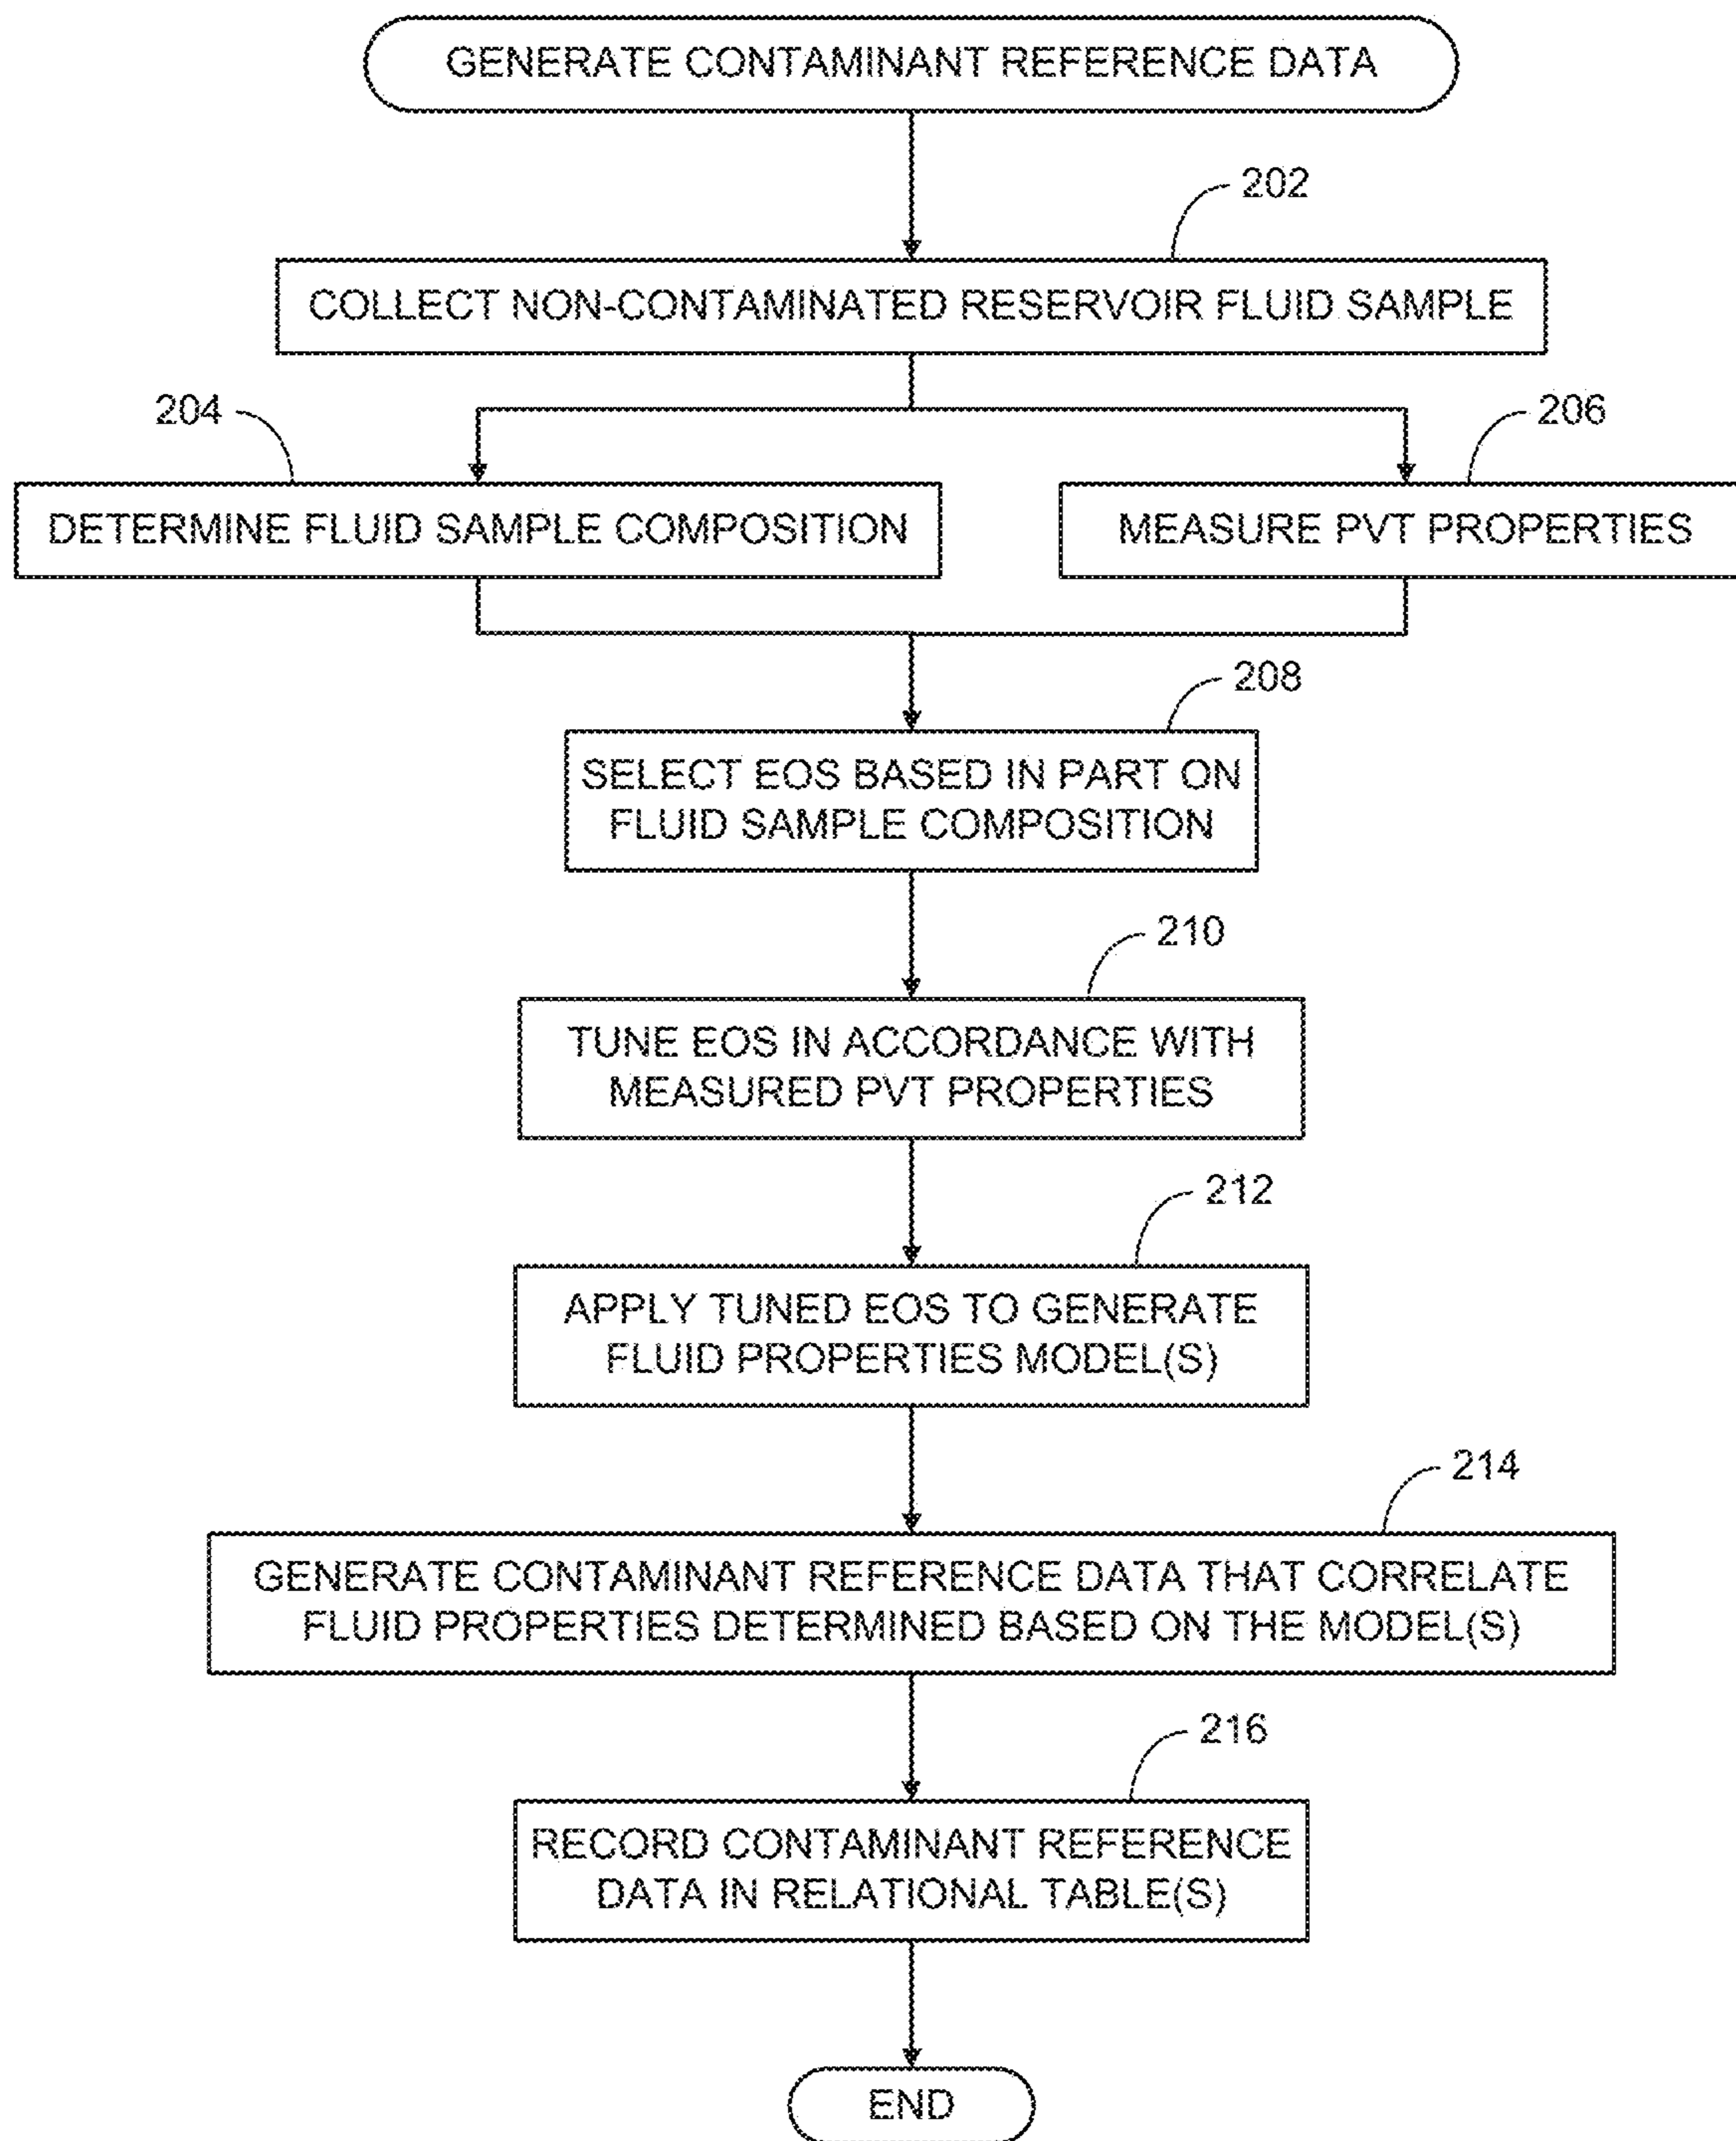 GENERATE CONTAMINANT REFERENCE DATA
202
COLLECT NON-CONTAMINATED RESERVOIR FLUID SAMPLE
204
206
DETERMINE FLUID SAMPLE COMPOSITION
MEASURE PVT PROPERTIES
208
SELECT EOS BASED IN PART ON
FLUID SAMPLE COMPOSITION
210
TUNE EOS IN ACCORDANCE WITH
MEASURED PVT PROPERTIES
212
APPLY TUNED EOS TO GENERATE
FLUID PROPERTIES MODEL(S)
214
GENERATE CONTAMINANT REFERENCE DATA THAT CORRELATE
FLUID PROPERTIES DETERMINED BASED ON THE MODEL(S)
216
RECORD CONTAMINANT REFERENCE
DATA IN RELATIONAL TABLE(S)
END